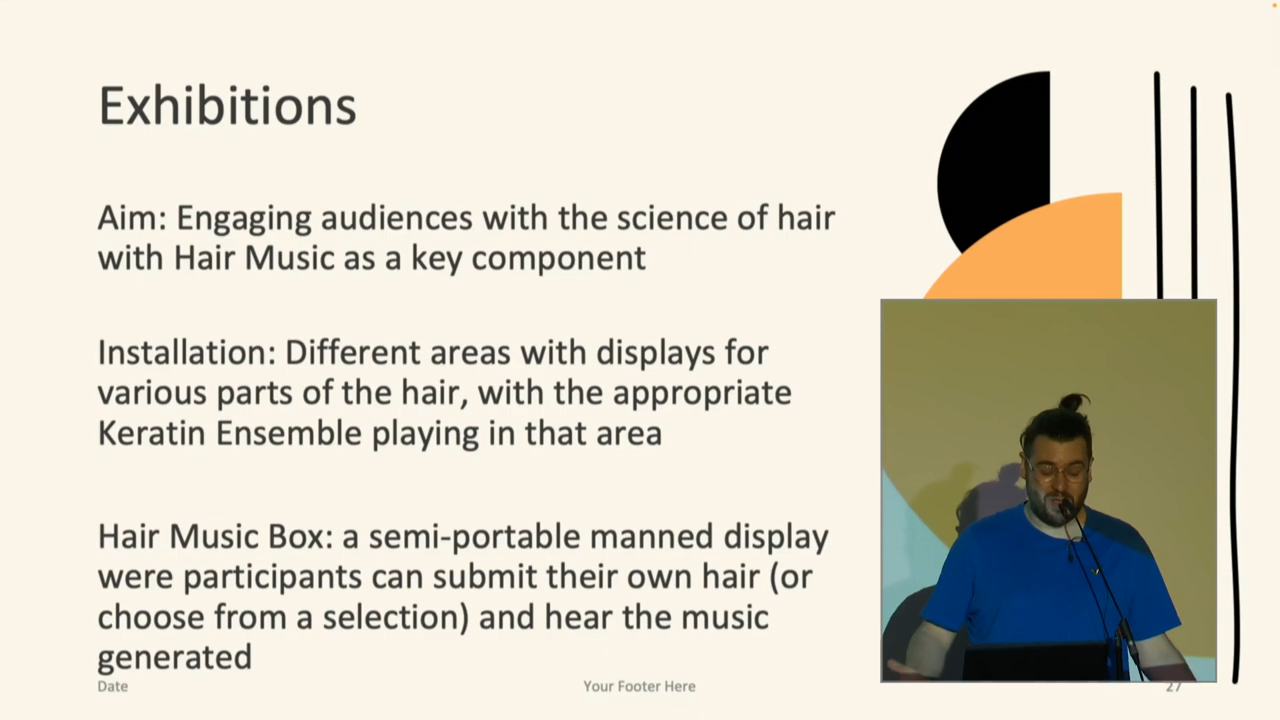 Exhibitions
Aim: Engaging audiences with the science of hair
with Hair Music as a key component
Installation: Different areas with displays for
various parts of the hair, with the appropriate
Keratin Ensemble playing in that area
Hair Music Box: a semi-portable manned display
were participants can submit their own hair (or
choose from a selection) and hear the music
generated
Date
Your Footer Here
27